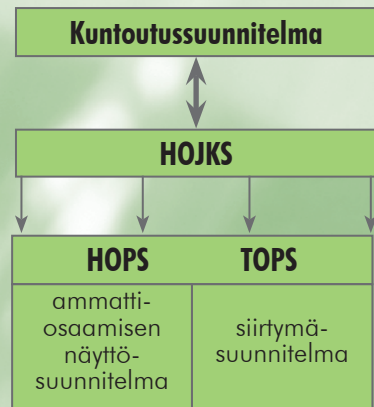 Kuntoutussuunnitelma
HOJKS
HOPS TOPS
ammatti-
osaamisen
näyttö-
suunnitelma
siirtymä-
suunnitelma